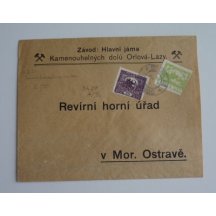 Závod: Hlavní jáma
Kamenouhelných dolů Orlová-Lazy.
Revírní horní úřad
v Mor. Ostravě.